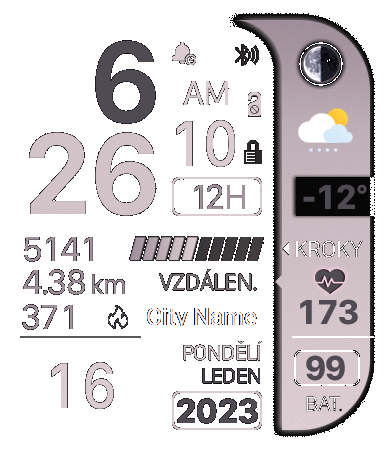 6
AM
26
10
12H
-12°
5141
KROKY
4.38 km
VZDÁLEN.
371
City Name
173
PONDĚLÍ
16
LEDEN
99
2023
BAT.